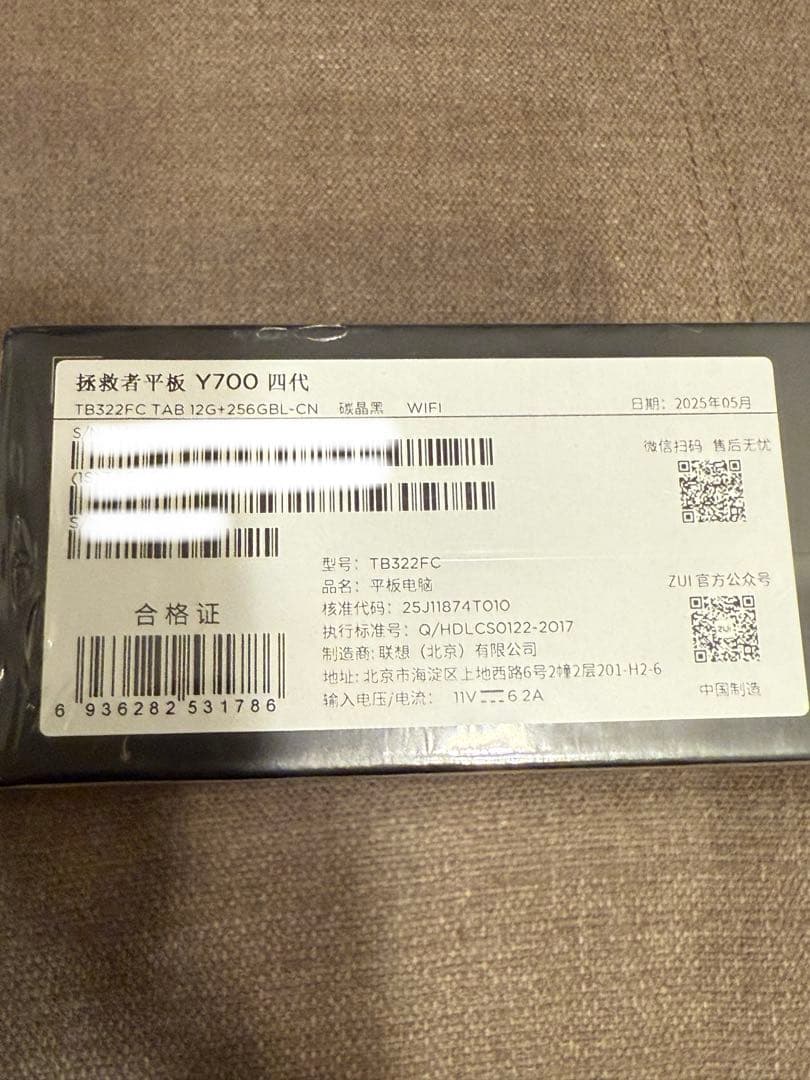 拯救者平板 Y700 四代
TB322FC TAB 12G+256GBL-CN 碳晶黑 WIFI
日期：2025年05月
S/
微信扫码 售后无忧
型号：TB322FC
品名：平板电脑
核准代码：25J11874T010
执行标准号：Q/HDLCS0122-2017
制造商：联想（北京）有限公司
地址：北京市海淀区上地西路6号2幢2层201-H2-6
输入电压/电流： 11V⎓6.2A
合格证
6 936282 531786
ZUI 官方公众号
中国制造